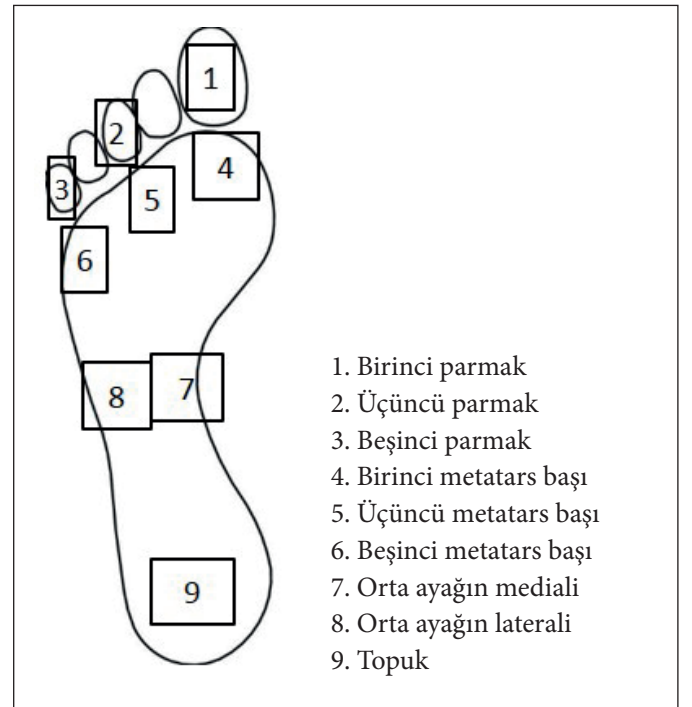 1
2
3
4
5
6
7
8
9
1. Birinci parmak
2. Üçüncü parmak
3. Beşinci parmak
4. Birinci metatars başı
5. Üçüncü metatars başı
6. Beşinci metatars başı
7. Orta ayağın mediali
8. Orta ayağın laterali
9. Topuk